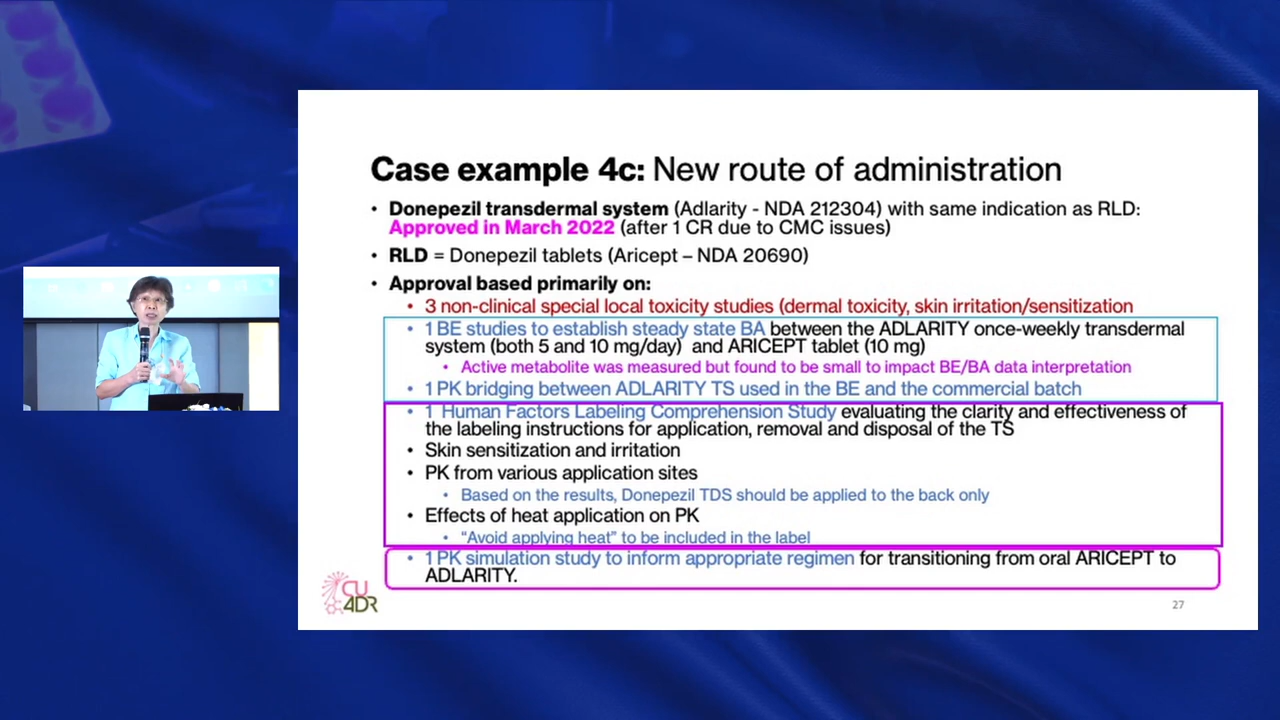 Case example 4c: New route of administration
• Donepezil transdermal system (Adlarity - NDA 212304) with same indication as RLD:
Approved in March 2022 (after 1 CR due to CMC issues)
• RLD = Donepezil tablets (Aricept – NDA 20690)
• Approval based primarily on:
• 3 non-clinical special local toxicity studies (dermal toxicity, skin irritation/sensitization
• 1 BE studies to establish steady state BA between the ADLARITY once-weekly transdermal
system (both 5 and 10 mg/day) and ARICEPT tablet (10 mg)
• Active metabolite was measured but found to be small to impact BE/BA data interpretation
• 1 PK bridging between ADLARITY TS used in the BE and the commercial batch
• 1 Human Factors Labeling Comprehension Study evaluating the clarity and effectiveness of
the labeling instructions for application, removal and disposal of the TS
• Skin sensitization and irritation
• PK from various application sites
• Based on the results, Donepezil TDS should be applied to the back only
• Effects of heat application on PK
• “Avoid applying heat” to be included in the label
• 1 PK simulation study to inform appropriate regimen for transitioning from oral ARICEPT to
ADLARITY.
CU
4DR
27